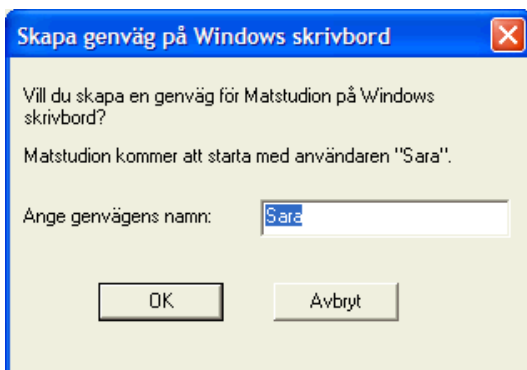 Skapa genväg på Windows skrivbord
Vill du skapa en genväg för Matstudion på Windows
skrivbord?
Matstudion kommer att starta med användaren "Sara".
Ange genvägens namn: Sara
OK Avbryt